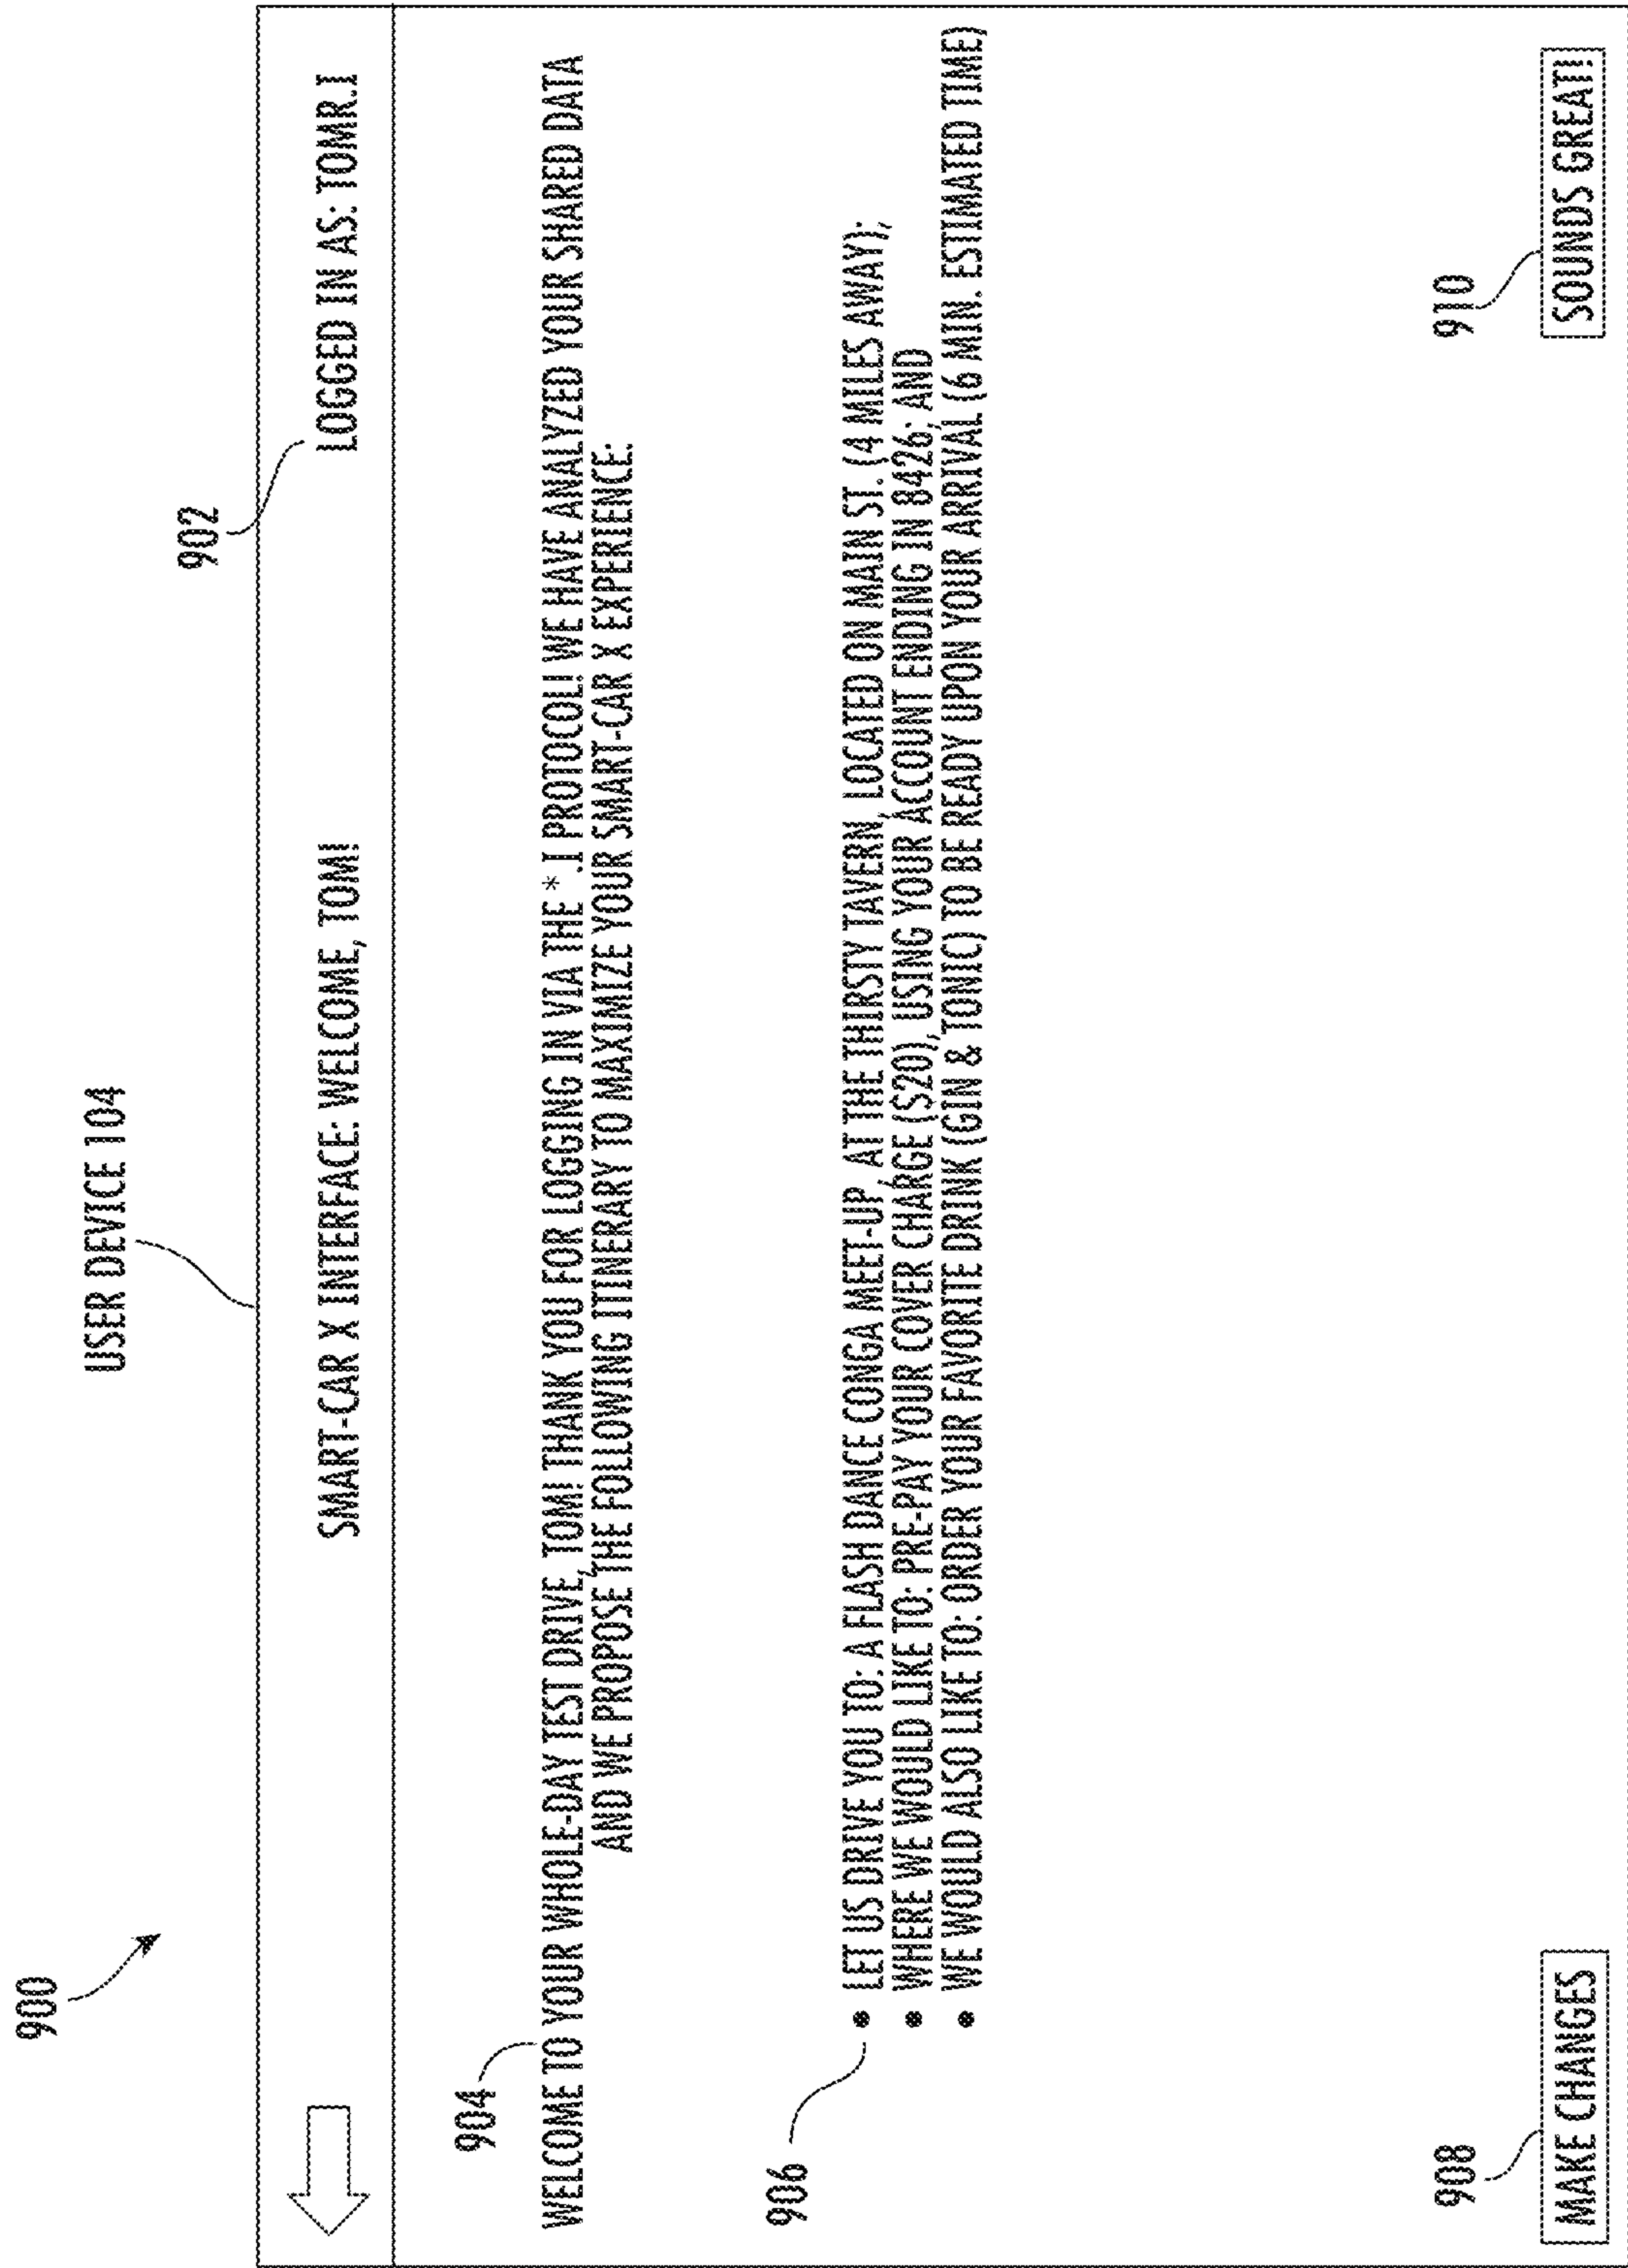 900
USER DEVICE 104
902
SMART-CAR X INTERFACE: WELCOME, TOM!
LOGGED IN AS: TOMR.I
904
WELCOME TO YOUR WHOLE-DAY TEST DRIVE, TOM! THANK YOU FOR LOGGING IN VIA THE *.I PROTOCOL! WE HAVE ANALYZED YOUR SHARED DATA
AND WE PROPOSE THE FOLLOWING ITINERARY TO MAXIMIZE YOUR SMART-CAR X EXPERIENCE:
906
• LET US DRIVE YOU TO: A FLASH DANCE CONGA MEET-UP, AT THE THIRSTY TAVERN, LOCATED ON MAIN ST. (4 MILES AWAY);
• WHERE WE WOULD LIKE TO: PRE-PAY YOUR COVER CHARGE ($20), USING YOUR ACCOUNT ENDING IN 8426; AND
• WE WOULD ALSO LIKE TO: ORDER YOUR FAVORITE DRINK (GIN & TONIC) TO BE READY UPON YOUR ARRIVAL (6 MIN. ESTIMATED TIME)
908
MAKE CHANGES
910
SOUNDS GREAT!